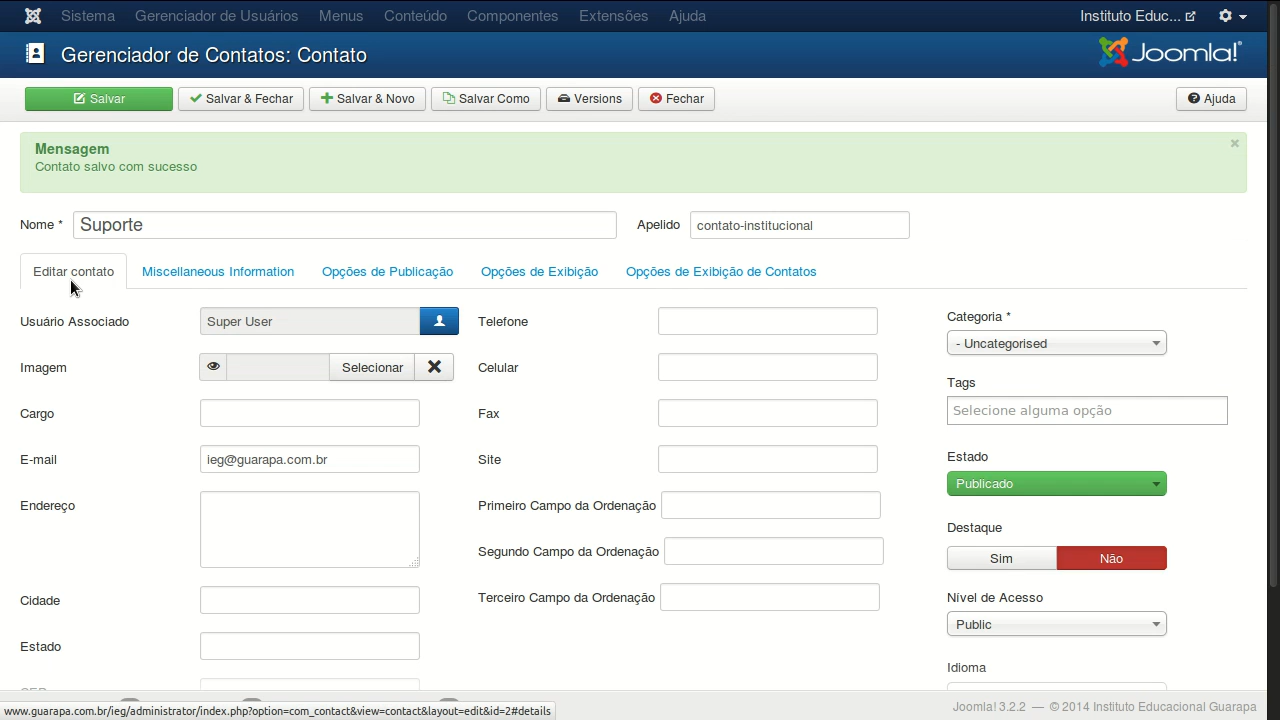 Sistema Gerenciador de Usuários Menus Conteúdo Componentes Extensões Ajuda Instituto Educ...
Gerenciador de Contatos: Contato Joomla!
Salvar Salvar & Fechar Salvar & Novo Salvar Como Versions Fechar Ajuda
Mensagem ×
Contato salvo com sucesso
Nome * Suporte Apelido contato-institucional
Editar contato Miscellaneous Information Opções de Publicação Opções de Exibição Opções de Exibição de Contatos
Usuário Associado Super User Telefone Categoria *
- Uncategorised
Imagem Selecionar Celular
Tags
Cargo Fax Selecione alguma opção
E-mail ieg@guarapa.com.br Site Estado
Publicado
Endereço Primeiro Campo da Ordenação
Destaque
Segundo Campo da Ordenação Sim Não
Cidade Terceiro Campo da Ordenação Nível de Acesso
Public
Estado
Idioma
www.guarapa.com.br/ieg/administrator/index.php?option=com_contact&view=contact&layout=edit&id=2#details Joomla! 3.2.2 — © 2014 Instituto Educacional Guarapa